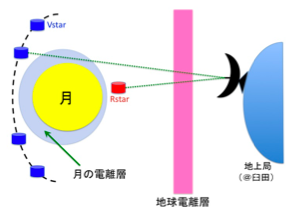 Vstar
月
Rstar
月の電離層
地球電離層
地上局
(@臼田)